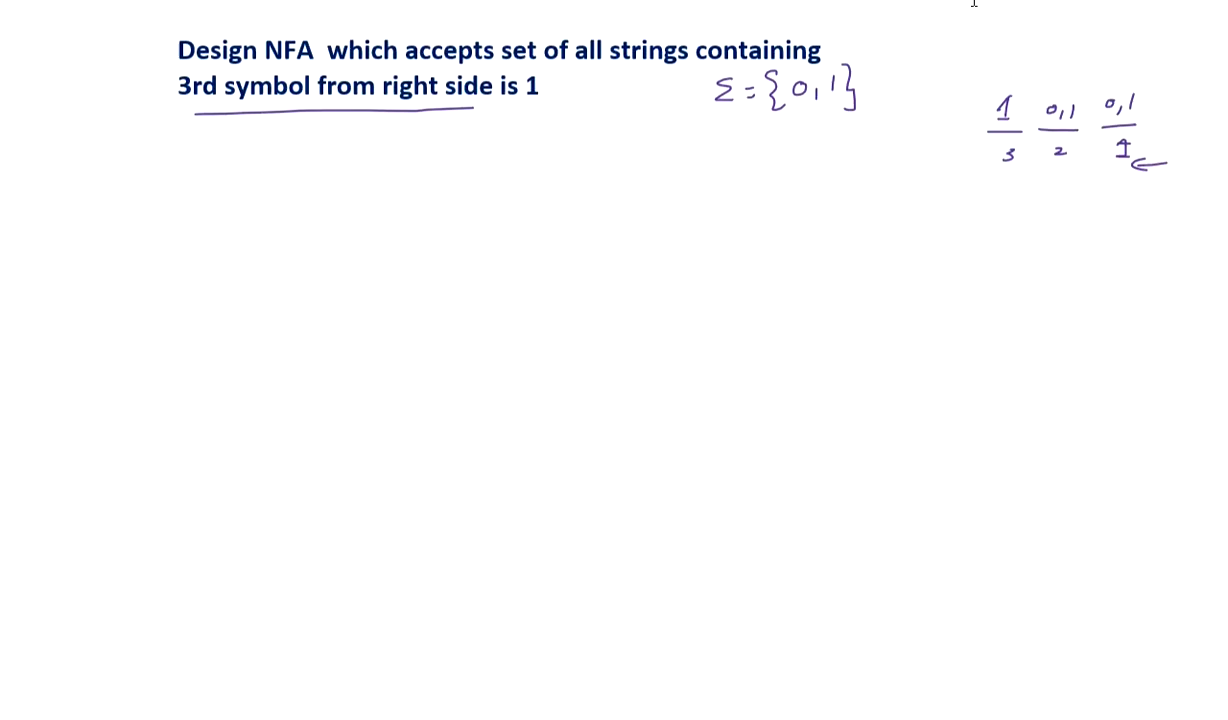 Design NFA which accepts set of all strings containing
3rd symbol from right side is 1
Σ = {0, 1}
1 0,1 0,1
3 2 1